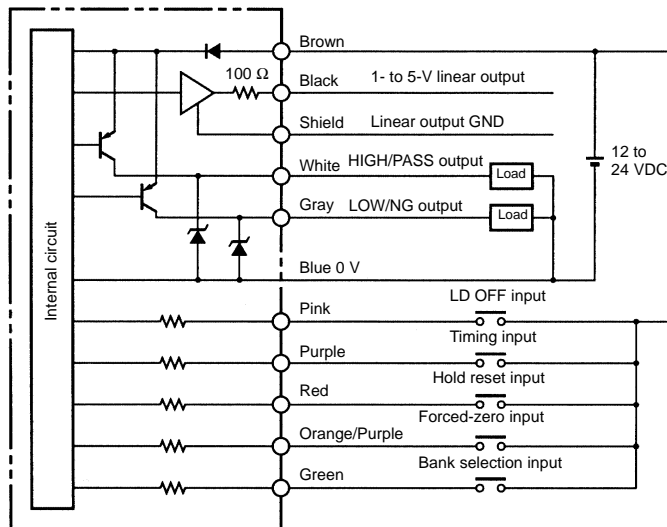 Brown
100 Ω
Black
1- to 5-V linear output
Shield
Linear output GND
White
HIGH/PASS output
Load
12 to
24 VDC
Gray
LOW/NG output
Load
Internal circuit
Blue 0 V
LD OFF input
Pink
Timing input
Purple
Hold reset input
Red
Forced-zero input
Orange/Purple
Bank selection input
Green